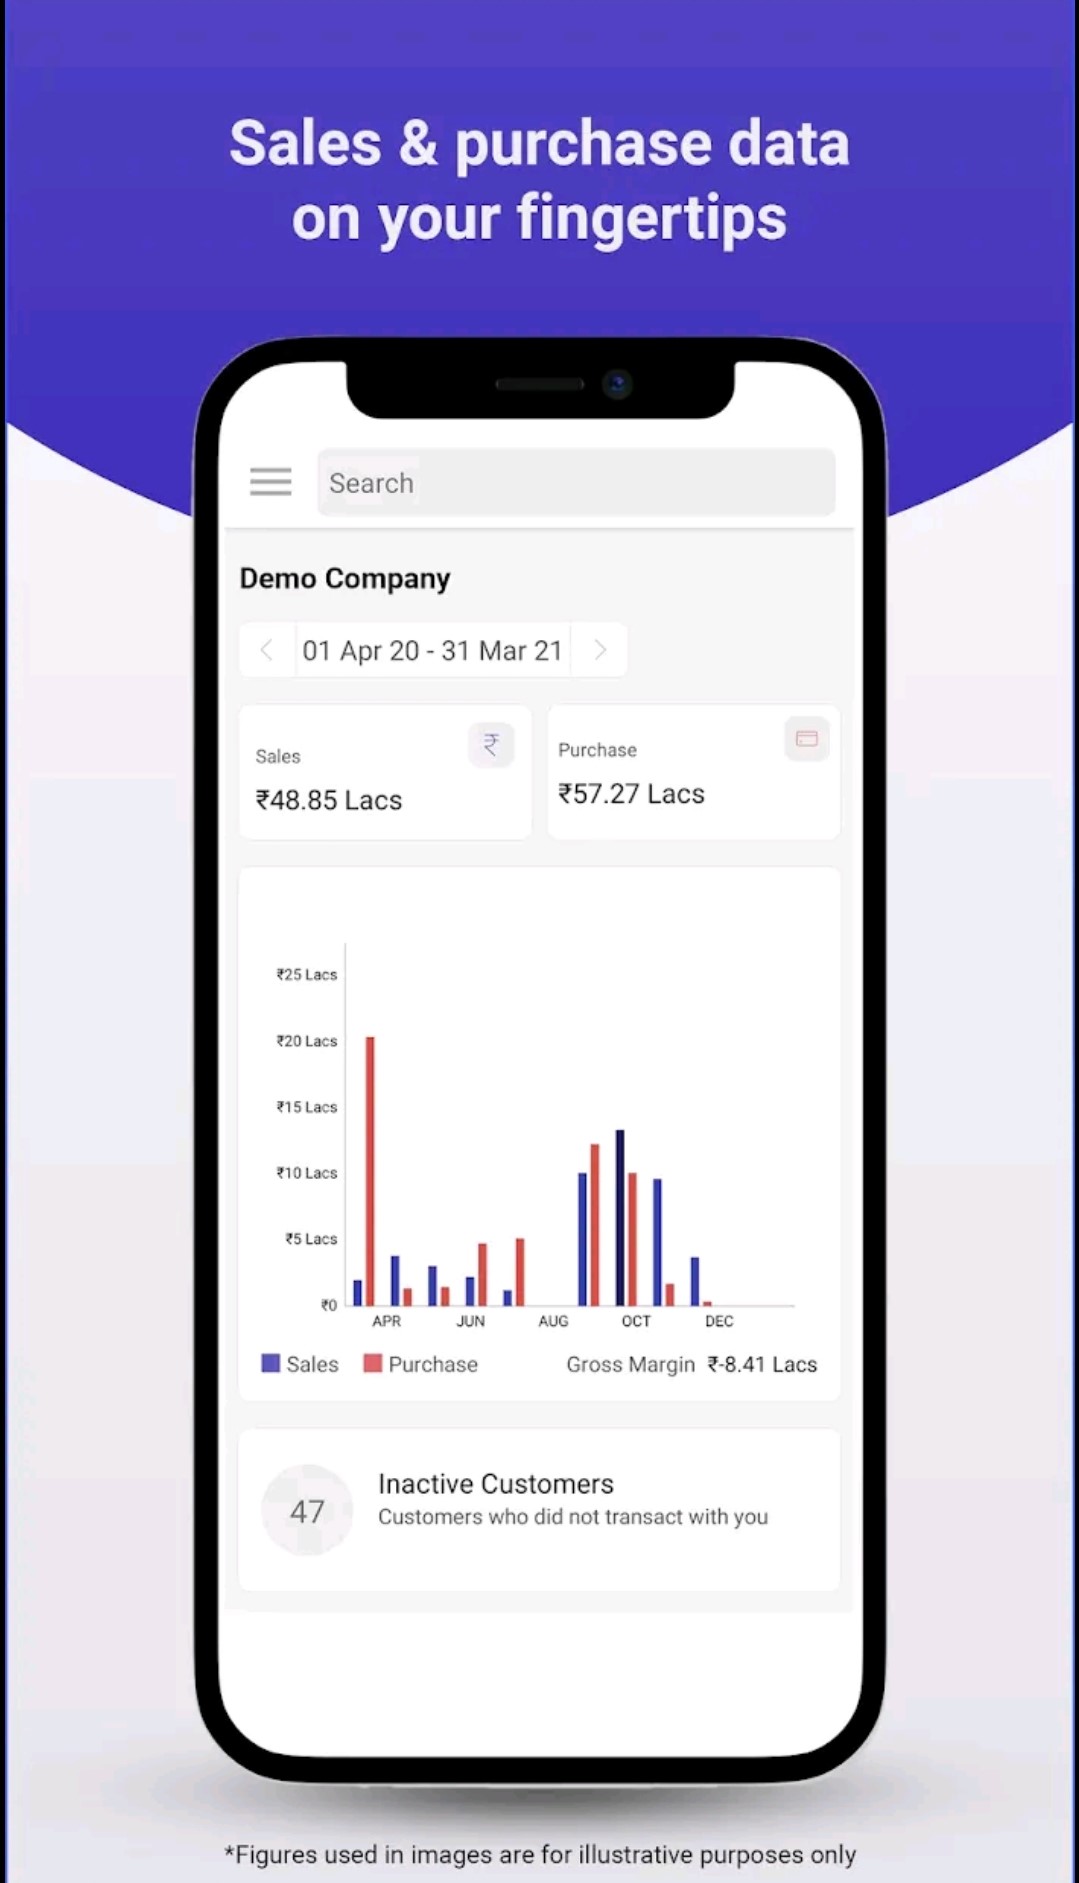 Sales & purchase data
on your fingertips
Search
Demo Company
01 Apr 20 - 31 Mar 21
Sales
₹
₹48.85 Lacs
Purchase
₹57.27 Lacs
₹25 Lacs
₹20 Lacs
₹15 Lacs
₹10 Lacs
₹5 Lacs
₹0
APR JUN AUG OCT DEC
Sales Purchase Gross Margin ₹-8.41 Lacs
47
Inactive Customers
Customers who did not transact with you
*Figures used in images are for illustrative purposes only